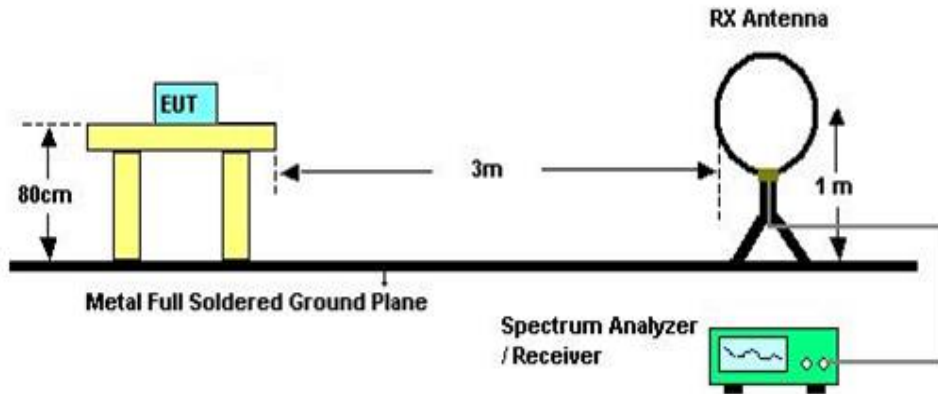 RX Antenna
EUT
3m
80cm
1 m
Metal Full Soldered Ground Plane
Spectrum Analyzer
/ Receiver